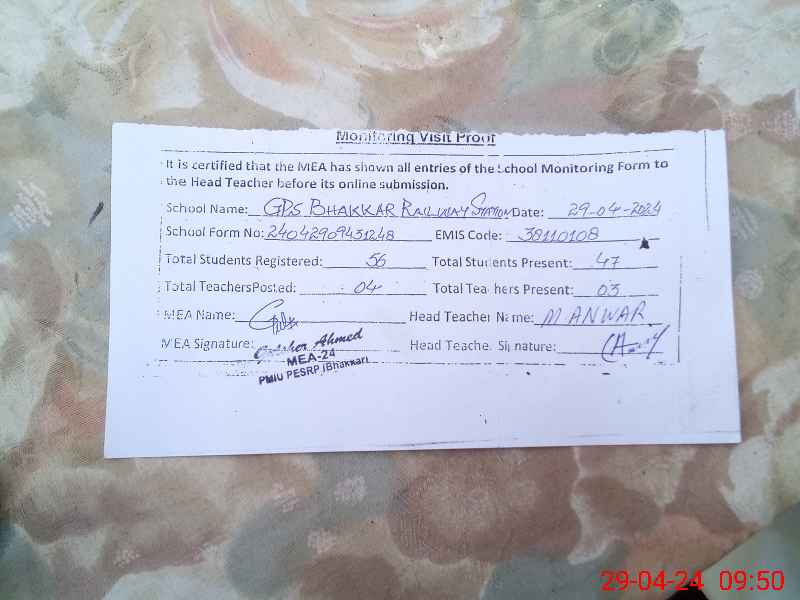 Monitoring Visit Proof
It is certified that the MEA has shown all entries of the School Monitoring Form to
the Head Teacher before its online submission.
School Name: GPS BHAKKAR RAILWAY STATION Date: 29-04-2024
School Form No: 24042909431248 EMIS Code: 38110108
Total Students Registered: 56 Total Students Present: 47
Total TeachersPosted: 04 Total Teachers Present: 03
MEA Name: Head Teacher Name: M ANWAR
MEA Signature: Head Teacher Signature:
Ahmed
MEA-24
PMIU PESRP (Bhakkar)
29-04-24 09:50